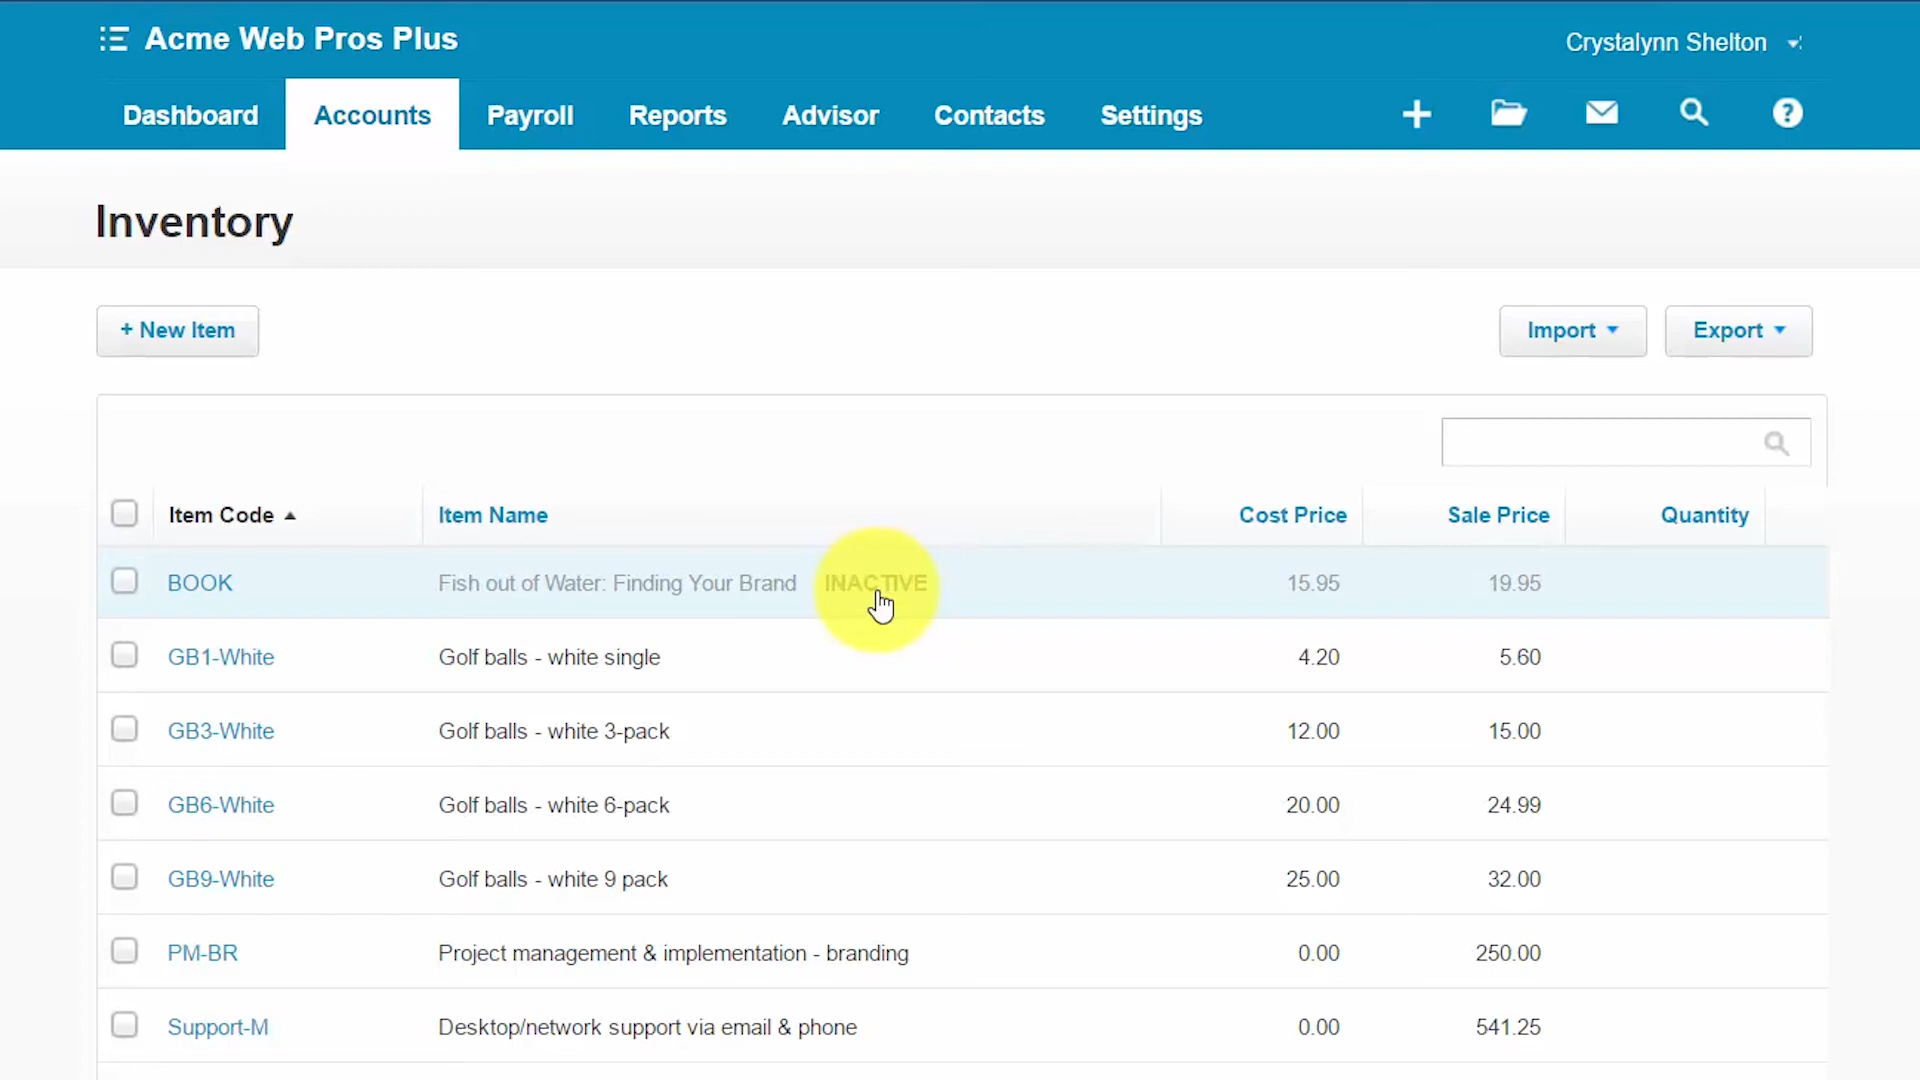 Acme Web Pros Plus
Crystalynn Shelton
Dashboard Accounts Payroll Reports Advisor Contacts Settings
Inventory
+ New Item
Import Export
Item Code Item Name Cost Price Sale Price Quantity
BOOK Fish out of Water: Finding Your Brand INACTIVE 15.95 19.95
GB1-White Golf balls - white single 4.20 5.60
GB3-White Golf balls - white 3-pack 12.00 15.00
GB6-White Golf balls - white 6-pack 20.00 24.99
GB9-White Golf balls - white 9 pack 25.00 32.00
PM-BR Project management & implementation - branding 0.00 250.00
Support-M Desktop/network support via email & phone 0.00 541.25